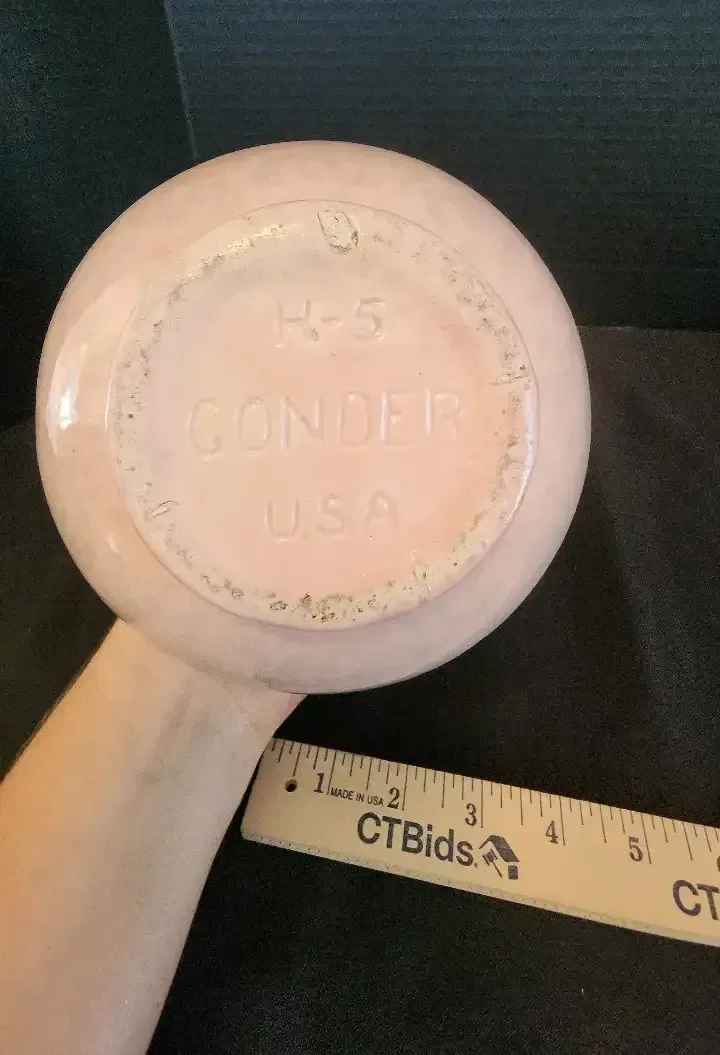 H-5
GONDER
U.S.A
1 MADE IN USA 2 3 4 5
CTBids.
CT